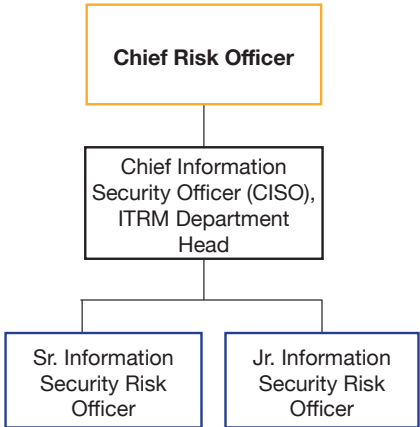 Chief Risk Officer
Chief Information
Security Officer (CISO),
ITRM Department
Head
Sr. Information
Security Risk
Officer
Jr. Information
Security Risk
Officer